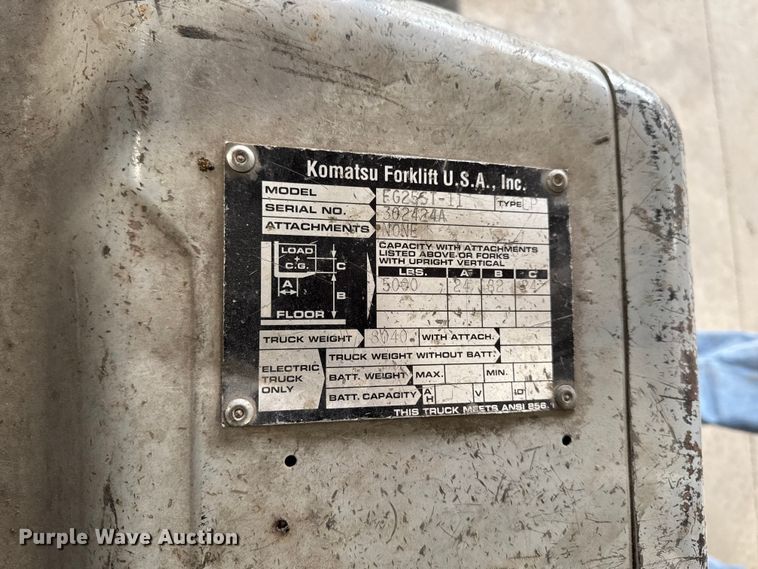 Komatsu Forklift U.S.A., Inc.
MODEL FG25ST-11 TYPE LP
SERIAL NO. 302424A
ATTACHMENTS NONE
CAPACITY WITH ATTACHMENTS
LISTED ABOVE OR FORKS
WITH UPRIGHT VERTICAL
LOAD
+
C.G.
A
C
B
FLOOR
LBS. A B C
5000 24 82 24
TRUCK WEIGHT 8040 WITH ATTACH.
ELECTRIC
TRUCK
ONLY
TRUCK WEIGHT WITHOUT BATT.
BATT. WEIGHT MAX. MIN.
BATT. CAPACITY A H V
THIS TRUCK MEETS ANSI B56.1
Purple Wave Auction